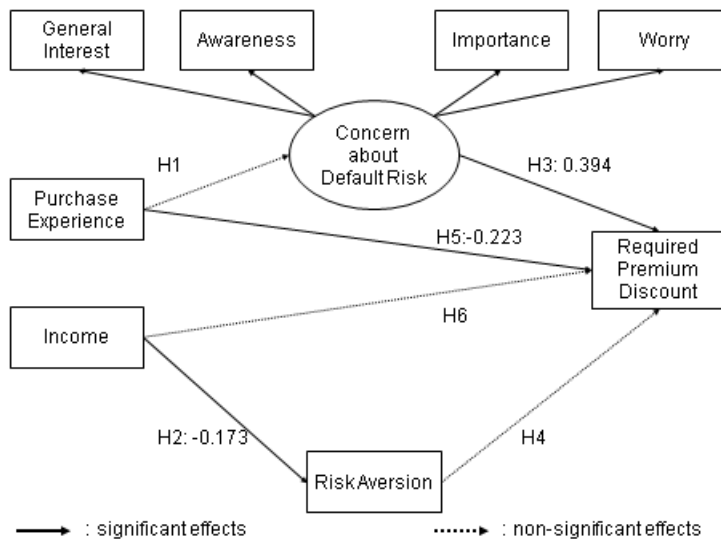 General
Interest
Awareness
Importance
Worry
Concern
about
Default Risk
H1
H3: 0.394
Purchase
Experience
H5:-0.223
Required
Premium
Discount
Income
H6
H2: -0.173
H4
Risk Aversion
: significant effects
: non-significant effects